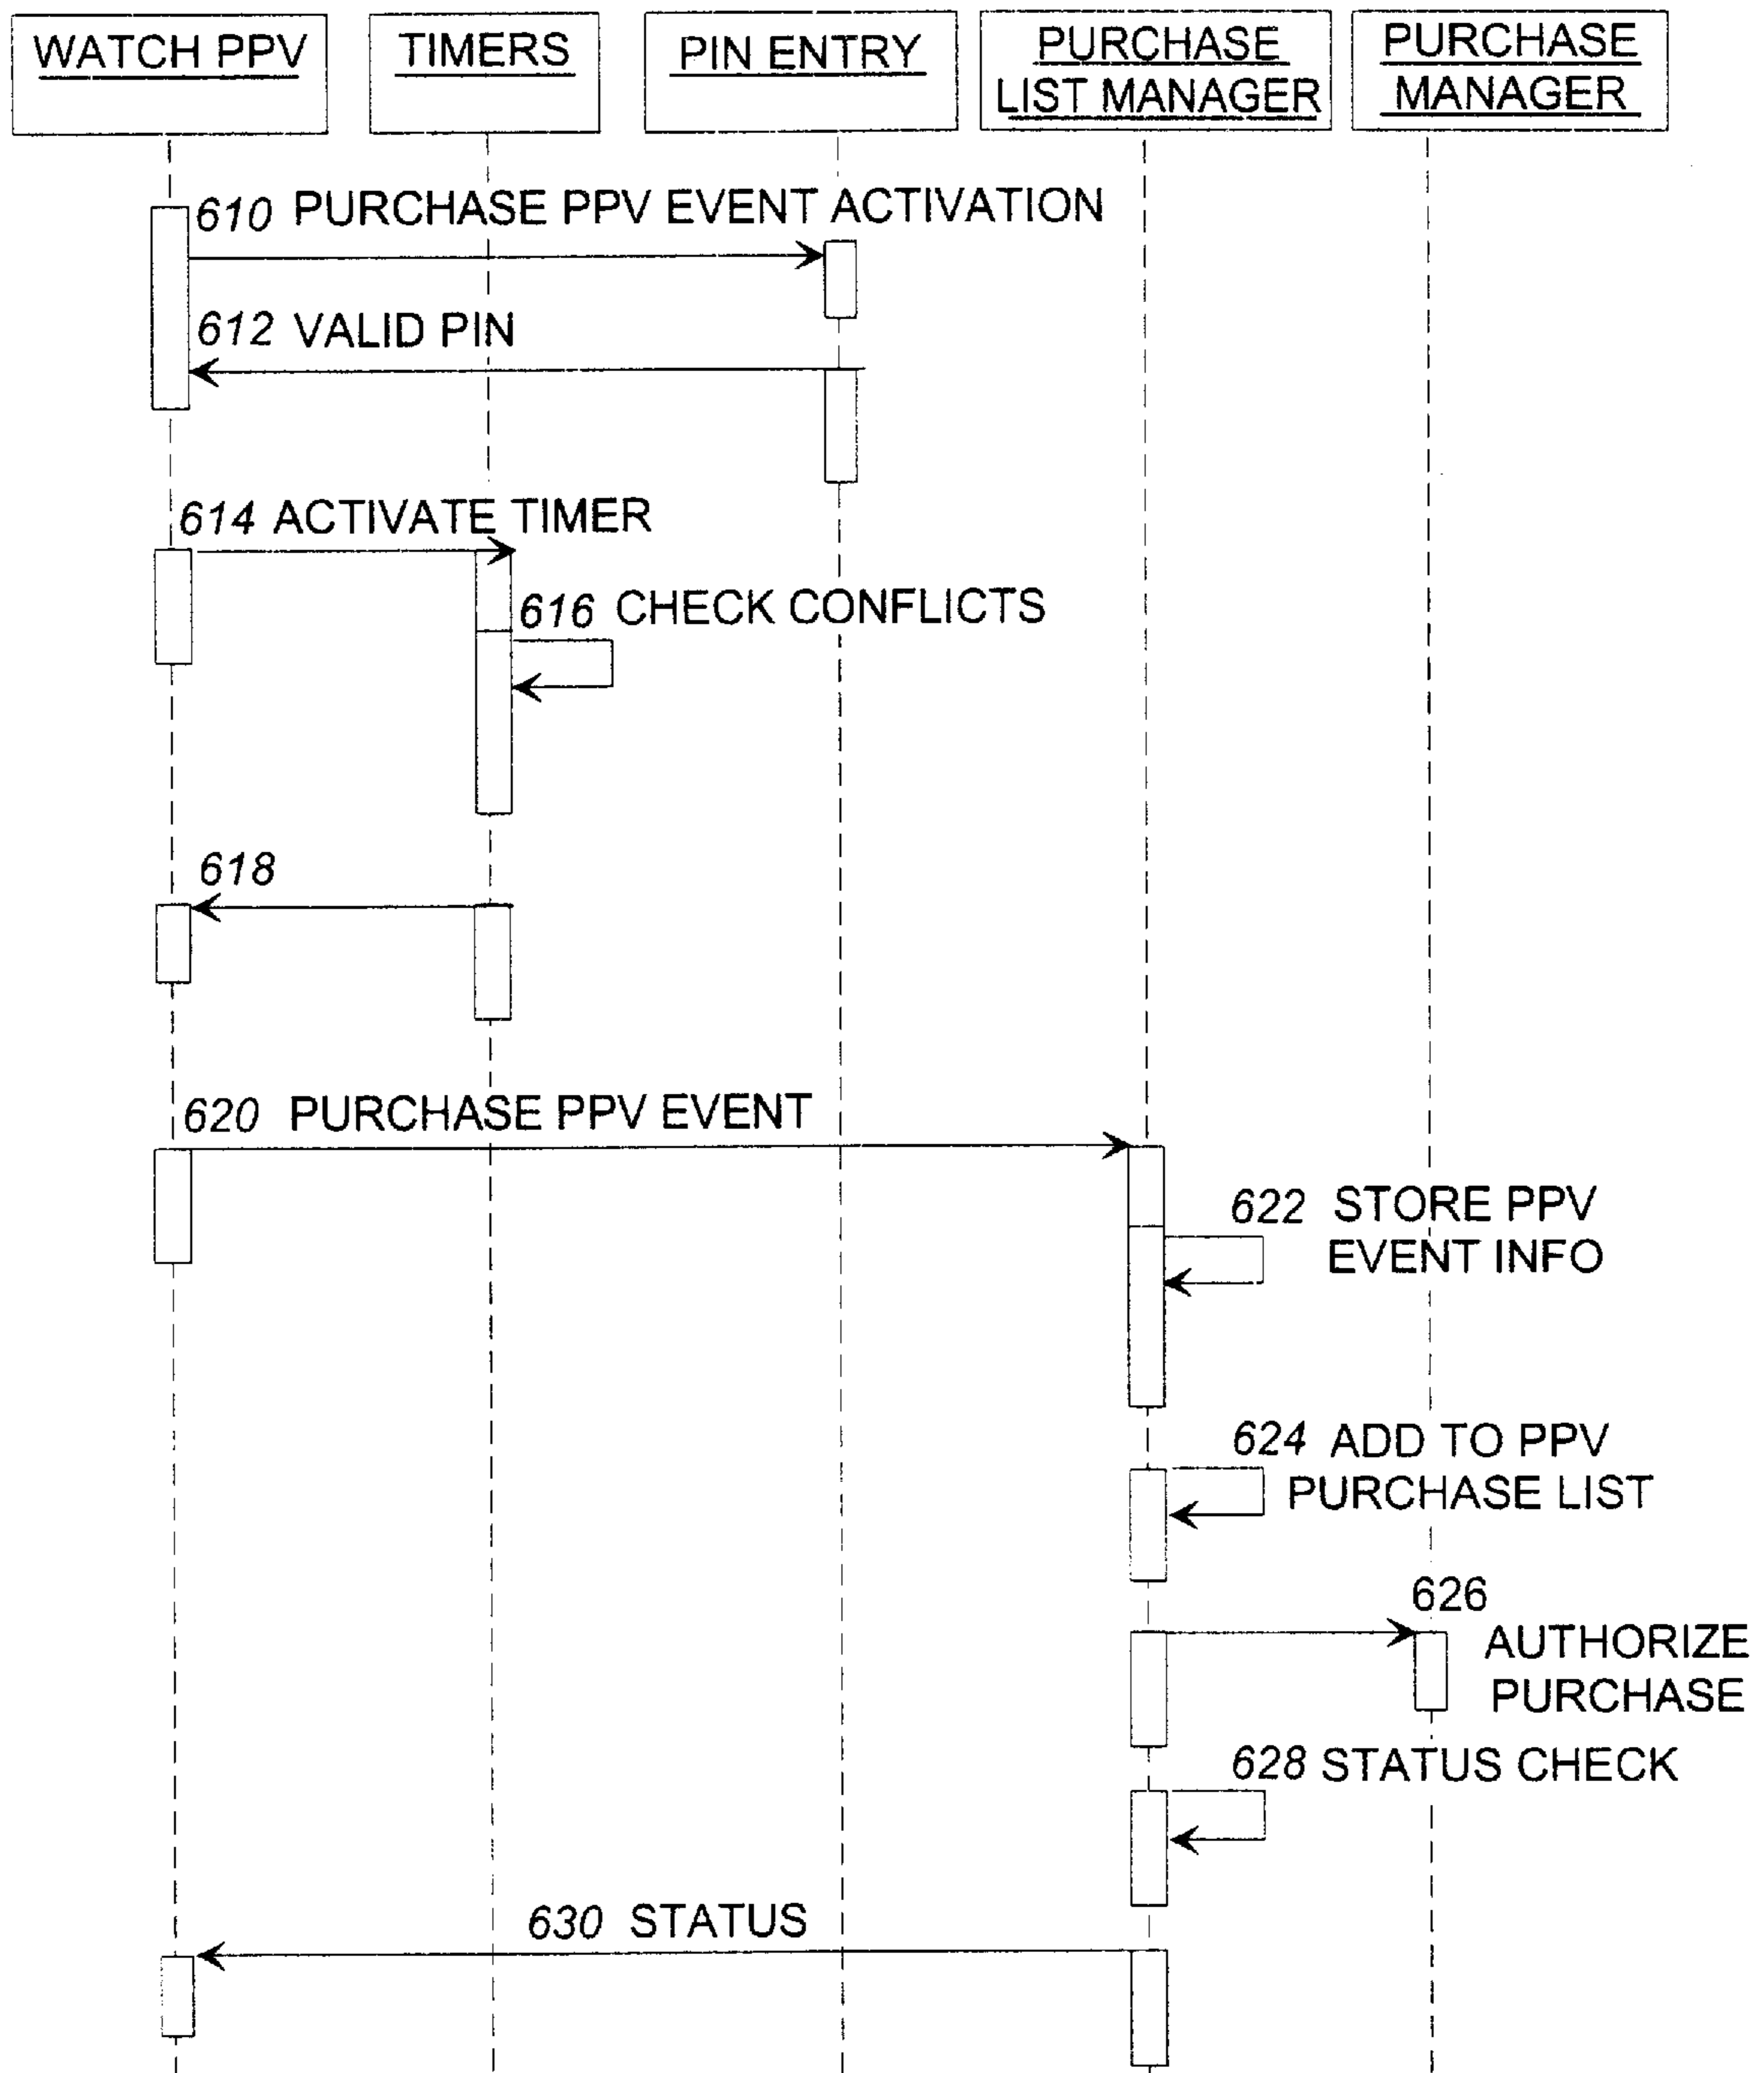 WATCH PPV
TIMERS
PIN ENTRY
PURCHASE
LIST MANAGER
PURCHASE
MANAGER
610 PURCHASE PPV EVENT ACTIVATION
612 VALID PIN
614 ACTIVATE TIMER
616 CHECK CONFLICTS
618
620 PURCHASE PPV EVENT
622 STORE PPV
EVENT INFO
624 ADD TO PPV
PURCHASE LIST
626
AUTHORIZE
PURCHASE
628 STATUS CHECK
630 STATUS